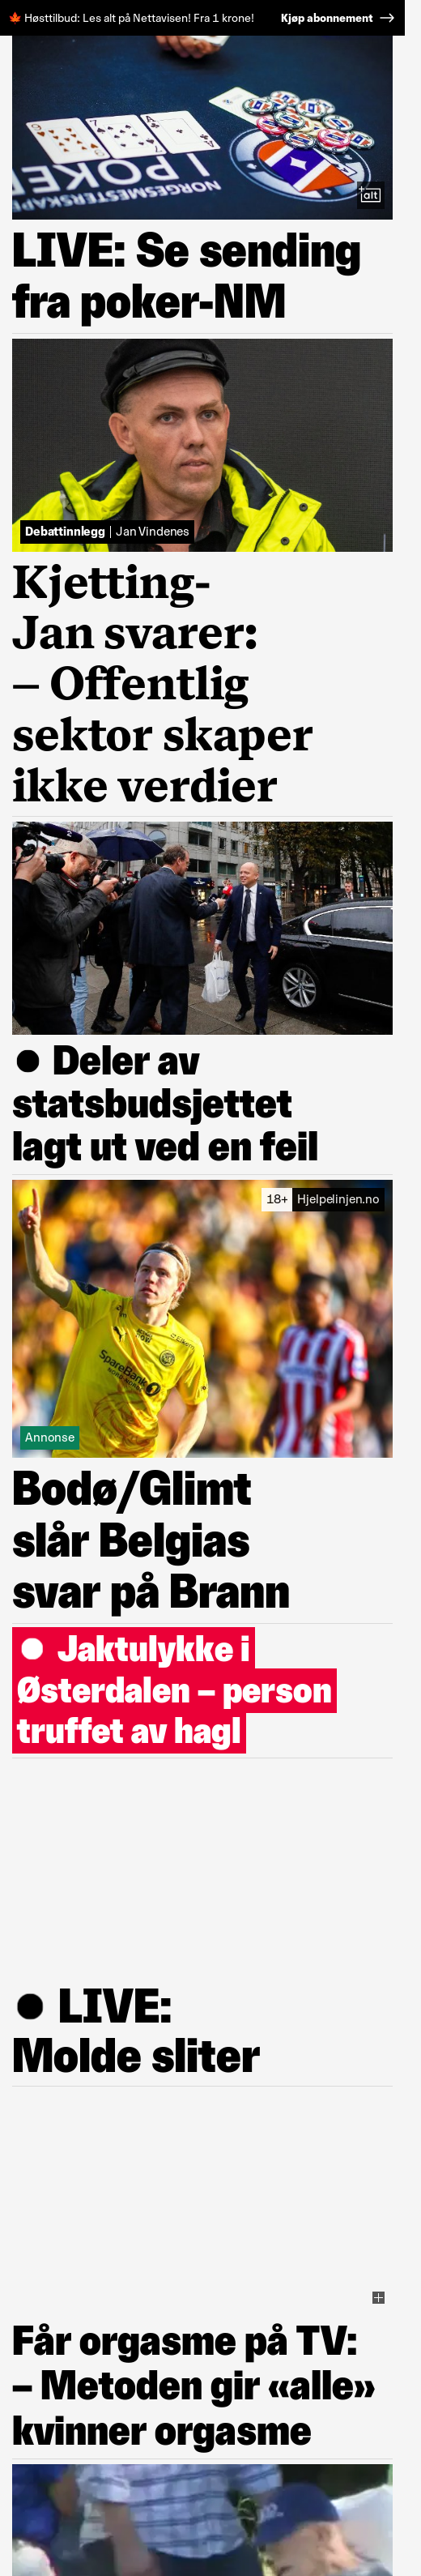 🍁 Høsttilbud: Les alt på Nettavisen! Fra 1 krone! Kjøp abonnement →
9
7
A
POKER
NORGESMESTERSKAP
+alt
LIVE: Se sending
fra poker-NM
Debattinnlegg | Jan Vindenes
Kjetting-
Jan svarer:
– Offentlig
sektor skaper
ikke verdier
● Deler av
statsbudsjettet
lagt ut ved en feil
18+ Hjelpelinjen.no
SpareBank 1
Annonse
Bodø/Glimt
slår Belgias
svar på Brann
● Jaktulykke i
Østerdalen – person
truffet av hagl
● LIVE:
Molde sliter
Får orgasme på TV:
– Metoden gir «alle»
kvinner orgasme